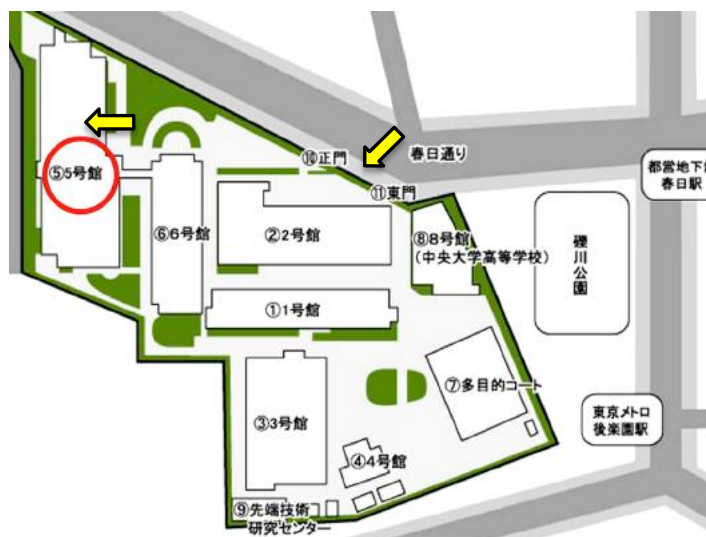 春日通り
⑩正門
都営地下鉄
春日駅
⑤5号館
⑪東門
⑥6号館
②2号館
⑧8号館
(中央大学高等学校)
礫川公園
①1号館
⑦多目的コート
東京メトロ
後楽園駅
③3号館
④4号館
⑨先端技術
研究センター